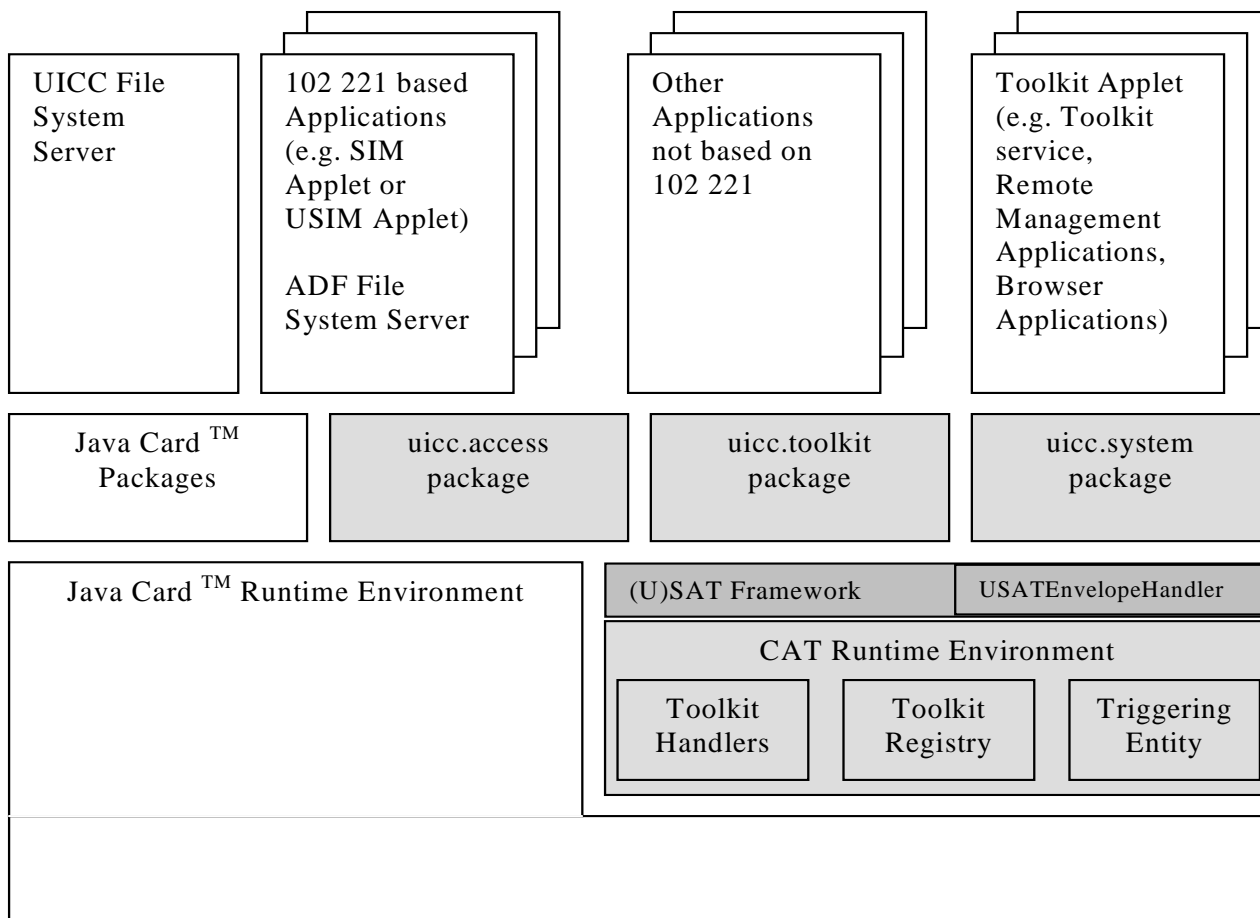 UICC File
System
Server
102 221 based
Applications
(e.g. SIM
Applet or
USIM Applet)
ADF File
System Server
Other
Applications
not based on
102 221
Toolkit Applet
(e.g. Toolkit
service,
Remote
Management
Applications,
Browser
Applications)
Java Card TM
Packages
uicc.access
package
uicc.toolkit
package
uicc.system
package
Java Card TM Runtime Environment
(U)SAT Framework
USATEnvelopeHandler
CAT Runtime Environment
Toolkit
Handlers
Toolkit
Registry
Triggering
Entity